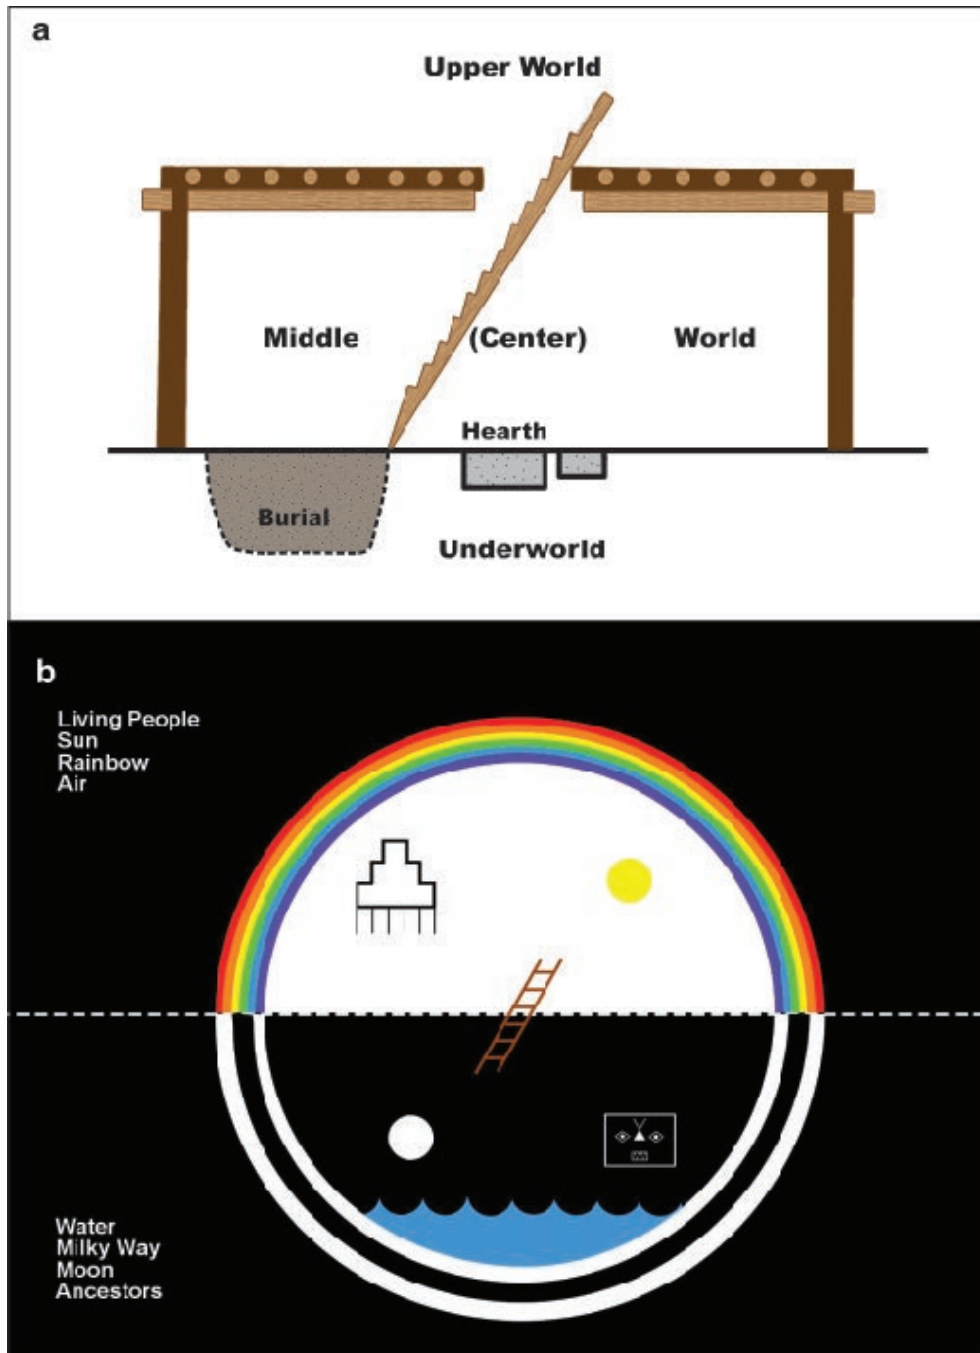 a
Upper World
Middle (Center) World
Hearth
Burial
Underworld
b
Living People
Sun
Rainbow
Air
Water
Milky Way
Moon
Ancestors